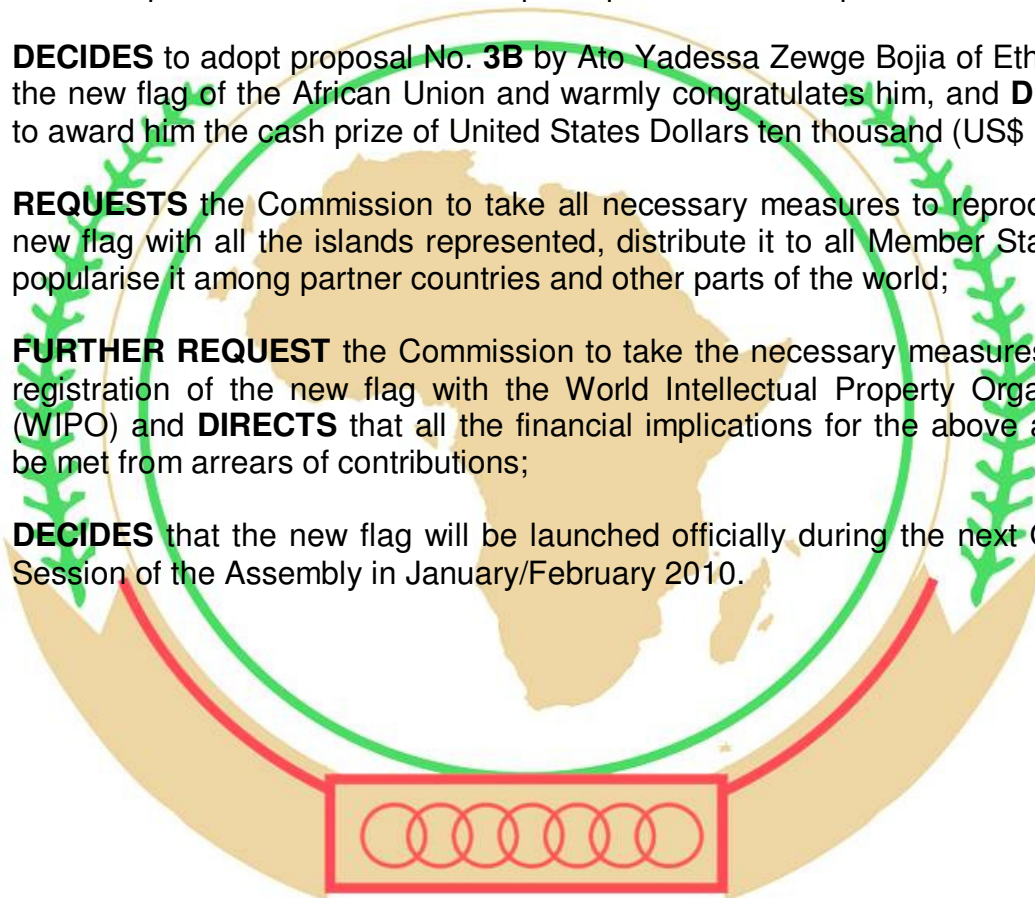 DECIDES to adopt proposal No. 3B by Ato Yadessa Zewge Bojia of Eth
the new flag of the African Union and warmly congratulates him, and D
to award him the cash prize of United States Dollars ten thousand (US$
REQUESTS the Commission to take all necessary measures to reproc
new flag with all the islands represented, distribute it to all Member Sta
popularise it among partner countries and other parts of the world;
FURTHER REQUEST the Commission to take the necessary measures
registration of the new flag with the World Intellectual Property Orga
(WIPO) and DIRECTS that all the financial implications for the above a
be met from arrears of contributions;
DECIDES that the new flag will be launched officially during the next
Session of the Assembly in January/February 2010.